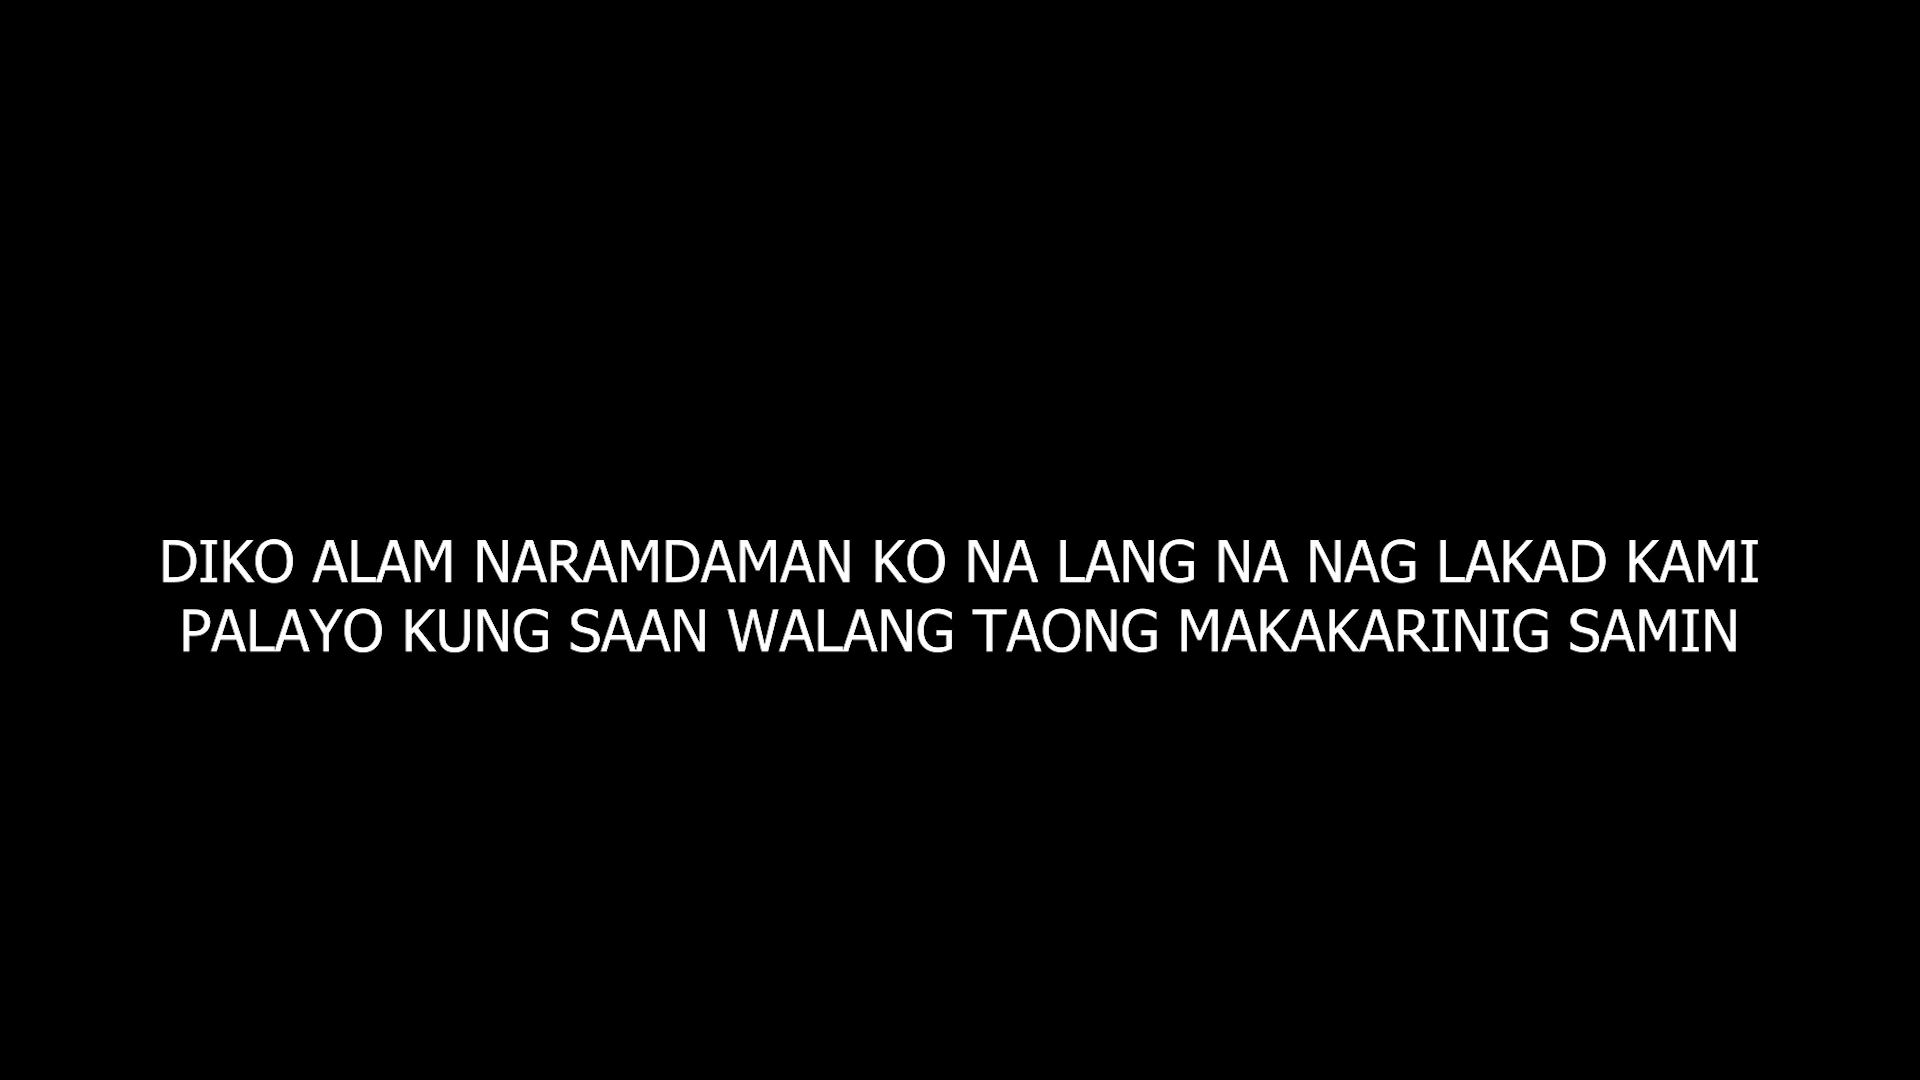 DIKO ALAM NARAMDAMAN KO NA LANG NA NAG LAKAD KAMI
PALAYO KUNG SAAN WALANG TAONG MAKAKARINIG SAMIN